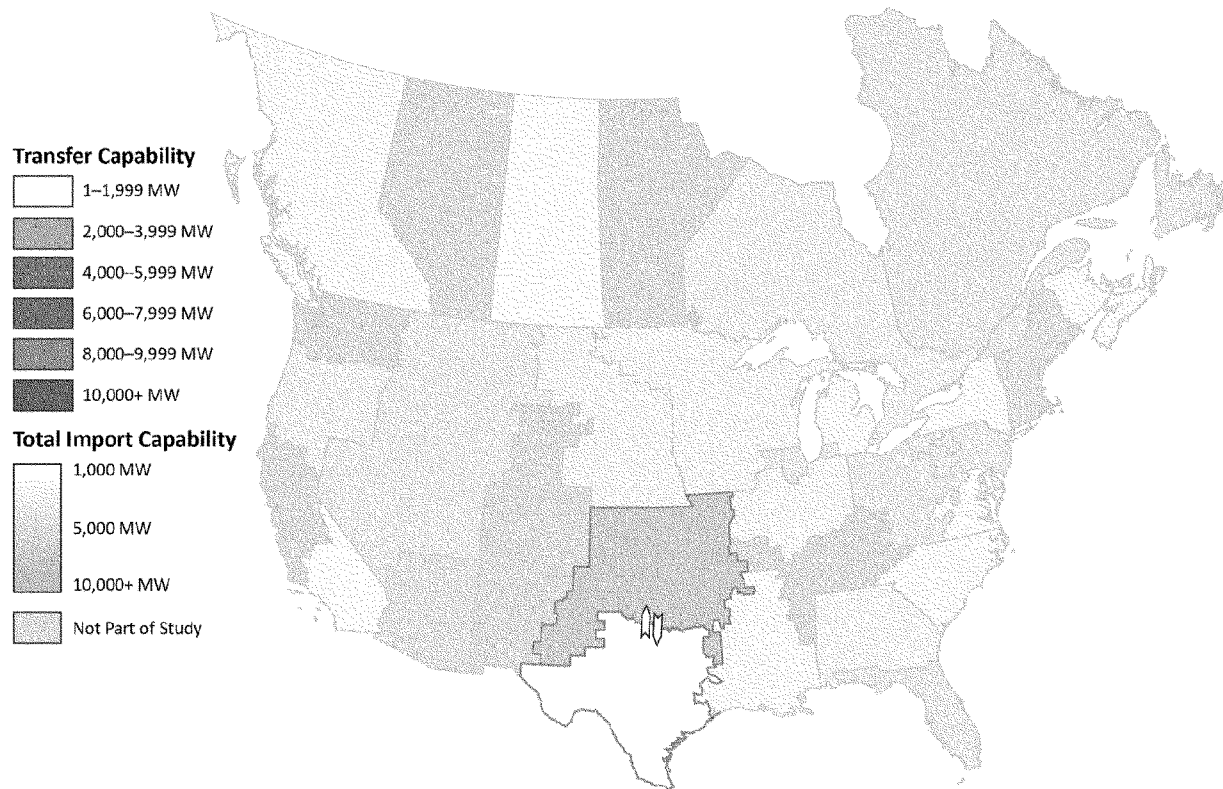 Transfer Capability
1–1,999 MW
2,000–3,999 MW
4,000–5,999 MW
6,000–7,999 MW
8,000–9,999 MW
10,000+ MW
Total Import Capability
1,000 MW
5,000 MW
10,000+ MW
Not Part of Study